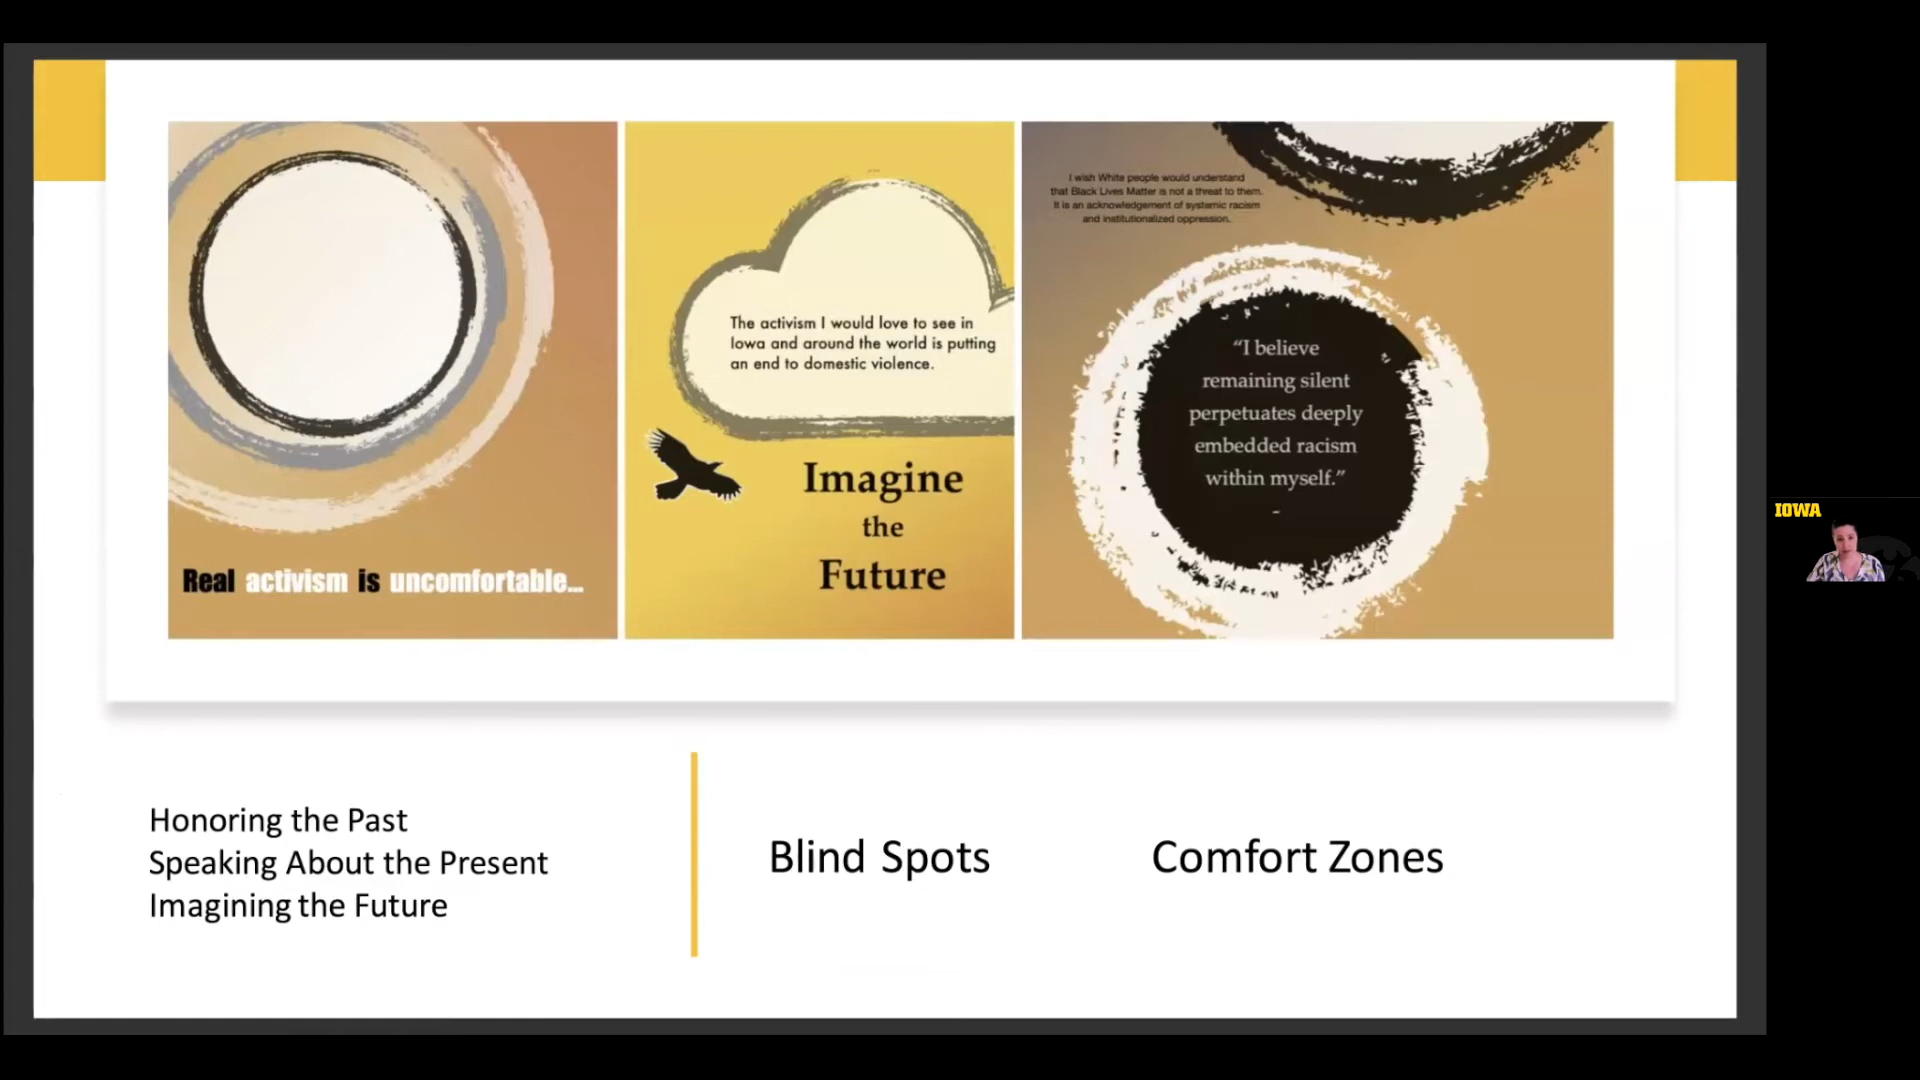 Real activism is uncomfortable...
The activism I would love to see in
Iowa and around the world is putting
an end to domestic violence.
Imagine
the
Future
I wish White people would understand
that Black Lives Matter is not a threat to them.
It is an acknowledgement of systemic racism
and institutionalized oppression.
“I believe
remaining silent
perpetuates deeply
embedded racism
within myself.”
Honoring the Past
Speaking About the Present
Imagining the Future
Blind Spots
Comfort Zones
IOWA